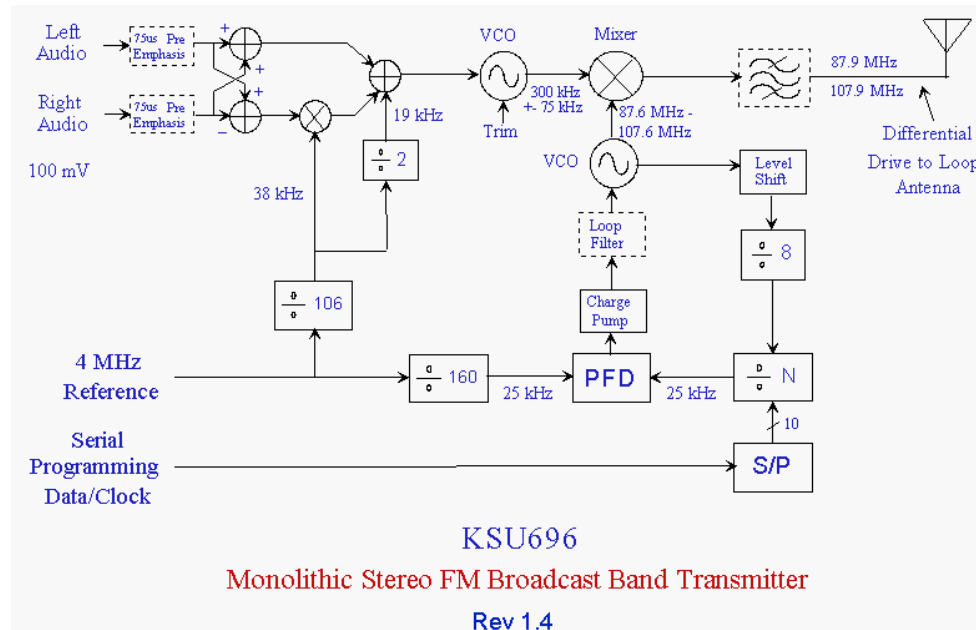 Left
Audio
75us Pre
Emphasis
+
+
+
−
Right
Audio
75us Pre
Emphasis
100 mV
38 kHz
19 kHz
÷ 2
VCO
Trim
300 kHz
+- 75 kHz
Mixer
87.6 MHz -
107.6 MHz
VCO
87.9 MHz
107.9 MHz
Differential
Drive to Loop
Antenna
Level
Shift
÷ 8
Loop
Filter
Charge
Pump
÷ 106
4 MHz
Reference
÷ 160
25 kHz
PFD
25 kHz
÷ N
10
Serial
Programming
Data/Clock
S/P
KSU696
Monolithic Stereo FM Broadcast Band Transmitter
Rev 1.4